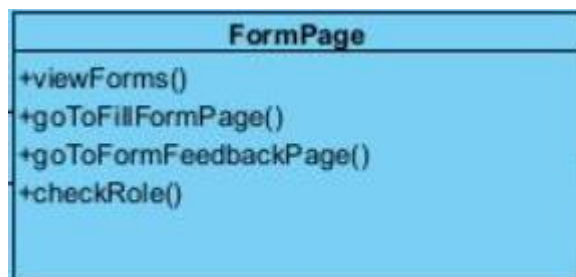 FormPage
+viewForms()
+goToFillFormPage()
+goToFormFeedbackPage()
+checkRole()